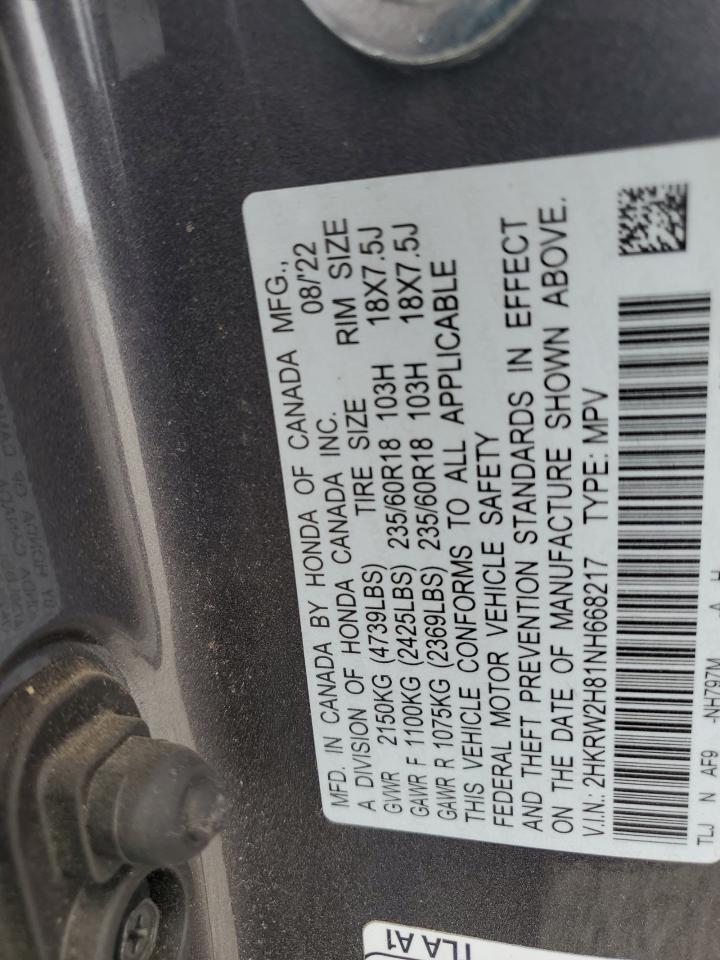 MFD. IN CANADA BY HONDA OF CANADA MFG.,
A DIVISION OF HONDA CANADA INC. 08/'22
TIRE SIZE RIM SIZE
GVWR 2150KG (4739LBS)
GAWR F 1100KG (2425LBS) 235/60R18 103H 18X7.5J
GAWR R 1075KG (2369LBS) 235/60R18 103H 18X7.5J
THIS VEHICLE CONFORMS TO ALL APPLICABLE
FEDERAL MOTOR VEHICLE SAFETY
AND THEFT PREVENTION STANDARDS IN EFFECT
ON THE DATE OF MANUFACTURE SHOWN ABOVE.
V.I.N.: 2HKRW2H81NH668217 TYPE: MPV
TLJ N AF9 -NH797M -A H